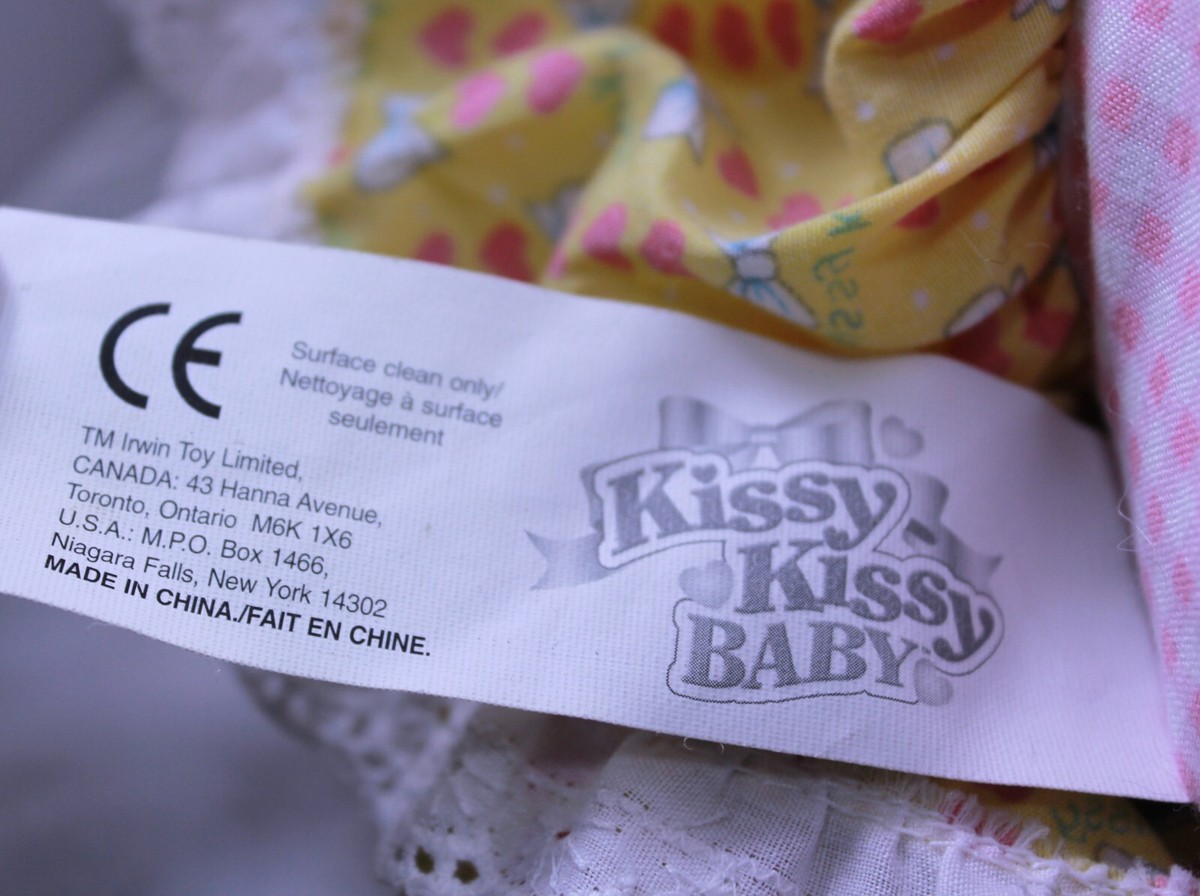 CE
Surface clean only/
Nettoyage à surface
seulement
TM Irwin Toy Limited,
CANADA: 43 Hanna Avenue,
Toronto, Ontario M6K 1X6
U.S.A.: M.P.O. Box 1466,
Niagara Falls, New York 14302
MADE IN CHINA./FAIT EN CHINE.
Kissy-
Kissy
BABY